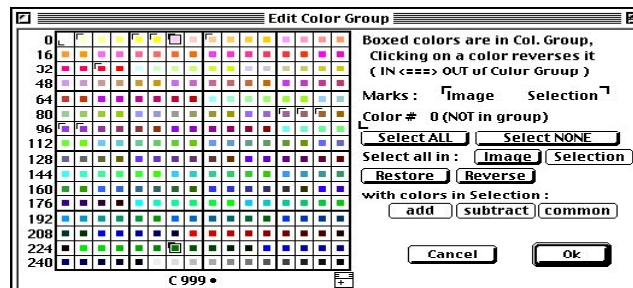 Edit Color Group
0
16
32
48
64
80
96
112
128
144
160
176
192
208
224
240
C 999 •
Boxed colors are in Col. Group,
Clicking on a color reverses it
( IN <===> OUT of Color Group )
Marks : Image Selection
Color # 0 (NOT in group)
Select ALL Select NONE
Select all in : Image Selection
Restore Reverse
with colors in Selection :
add subtract common
Cancel Ok